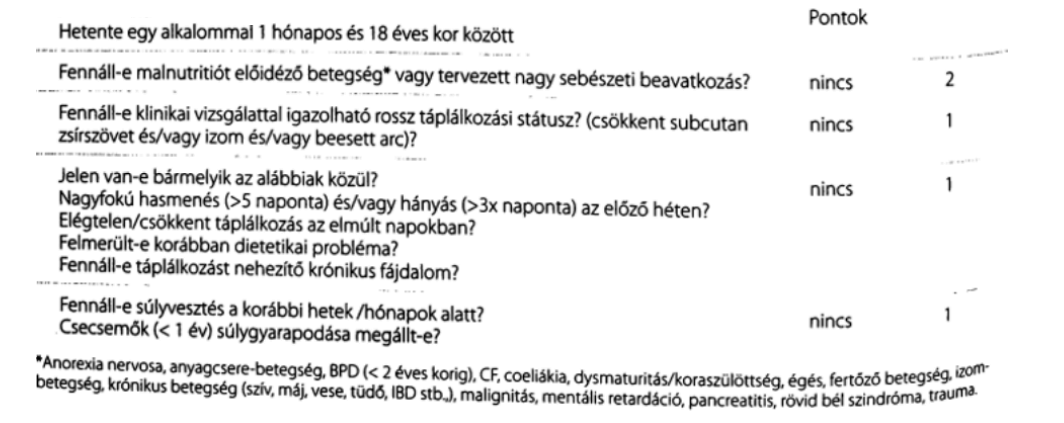 Pontok
Hetente egy alkalommal 1 hónapos és 18 éves kor között
Fennáll-e malnutritiót előidéző betegség* vagy tervezett nagy sebészeti beavatkozás? nincs 2
Fennáll-e klinikai vizsgálattal igazolható rossz táplálkozási státusz? (csökkent subcutan nincs 1
zsírszövet és/vagy izom és/vagy beesett arc)?
Jelen van-e bármelyik az alábbiak közül? nincs 1
Nagyfokú hasmenés (>5 naponta) és/vagy hányás (>3x naponta) az előző héten?
Elégtelen/csökkent táplálkozás az elmúlt napokban?
Felmerült-e korábban dietetikai probléma?
Fennáll-e táplálkozást nehezítő krónikus fájdalom?
Fennáll-e súlyvesztés a korábbi hetek /hónapok alatt? nincs 1
Csecsemők (< 1 év) súlygyarapodása megállt-e?
*Anorexia nervosa, anyagcsere-betegség, BPD (< 2 éves korig), CF, coeliákia, dysmaturitás/koraszülöttség, égés, fertőző betegség, izom-
betegség, krónikus betegség (szív, máj, vese, tüdő, IBD stb.,), malignitás, mentális retardáció, pancreatitis, rövid bél szindróma, trauma.